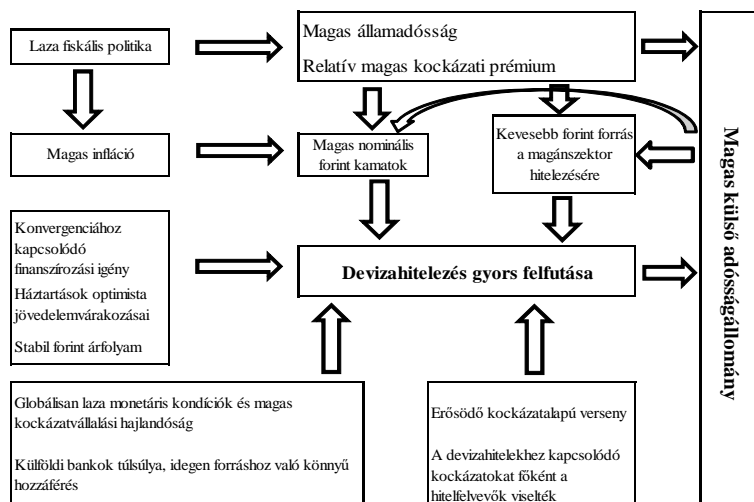 Laza fiskális politika
Magas államadósság
Relatív magas kockázati prémium
Magas infláció
Magas nominális
forint kamatok
Kevesebb forint forrás
a magánszektor
hitelezésére
Konvergenciához
kapcsolódó
finanszírozási igény
Háztartások optimista
jövedelemvárakozásai
Stabil forint árfolyam
Devizahitelezés gyors felfutása
Magas külső adósságállomány
Globálisan laza monetáris kondíciók és magas
kockázatvállalási hajlandóság
Külföldi bankok túlsúlya, idegen forráshoz való könnyű
hozzáférés
Erősödő kockázatalapú verseny
A devizahitelekhez kapcsolódó
kockázatokat főként a
hitelfelvevők viselték